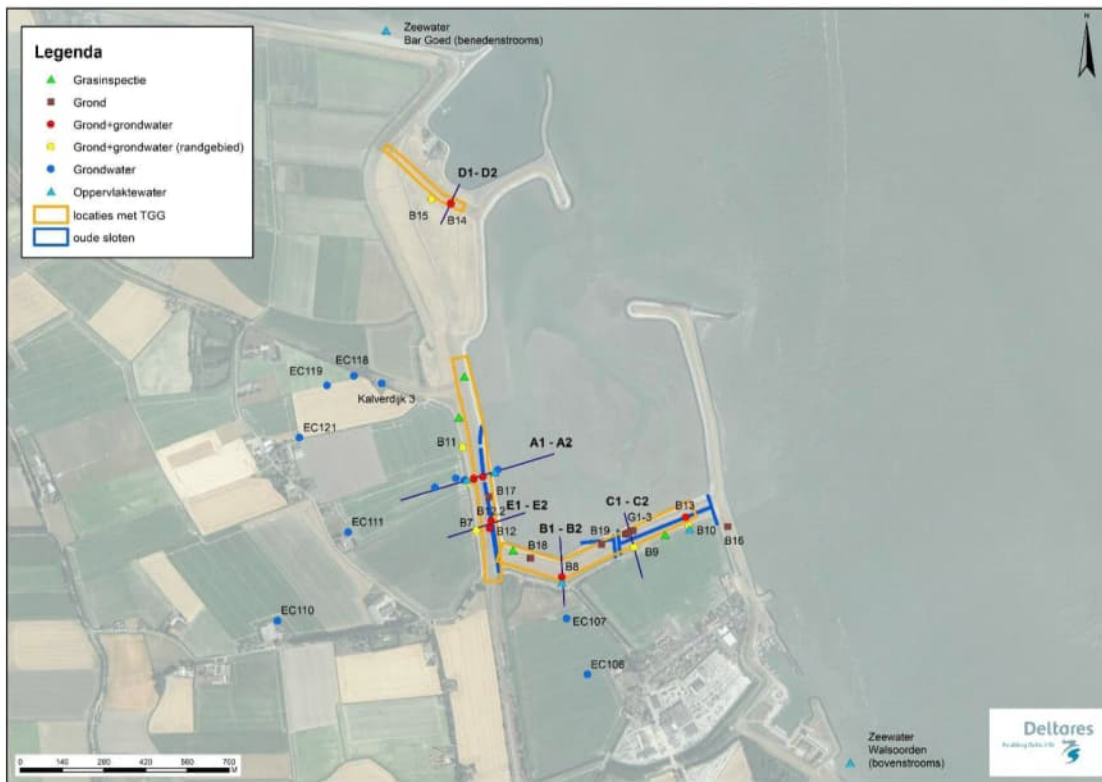 Zeewater
Bar Goed (benedenstrooms)
N
Legenda
Grasinspectie
Grond
Grond+grondwater
Grond+grondwater (randgebied)
Grondwater
Oppervlaktewater
locaties met TGG
oude sloten
D1- D2
B15
B14
EC118
EC119
Kalverdijk 3
EC121
B11
A1 - A2
B17
E1 - E2
B12.2
B7
B12
C1 - C2
G1-3
B13
B1 - B2
B19
B10
B16
B18
B9
B8
EC111
EC110
EC107
EC106
Zeewater
Walsoorden
(bovenstrooms)
Deltares
0 140 280 420 560 700
M